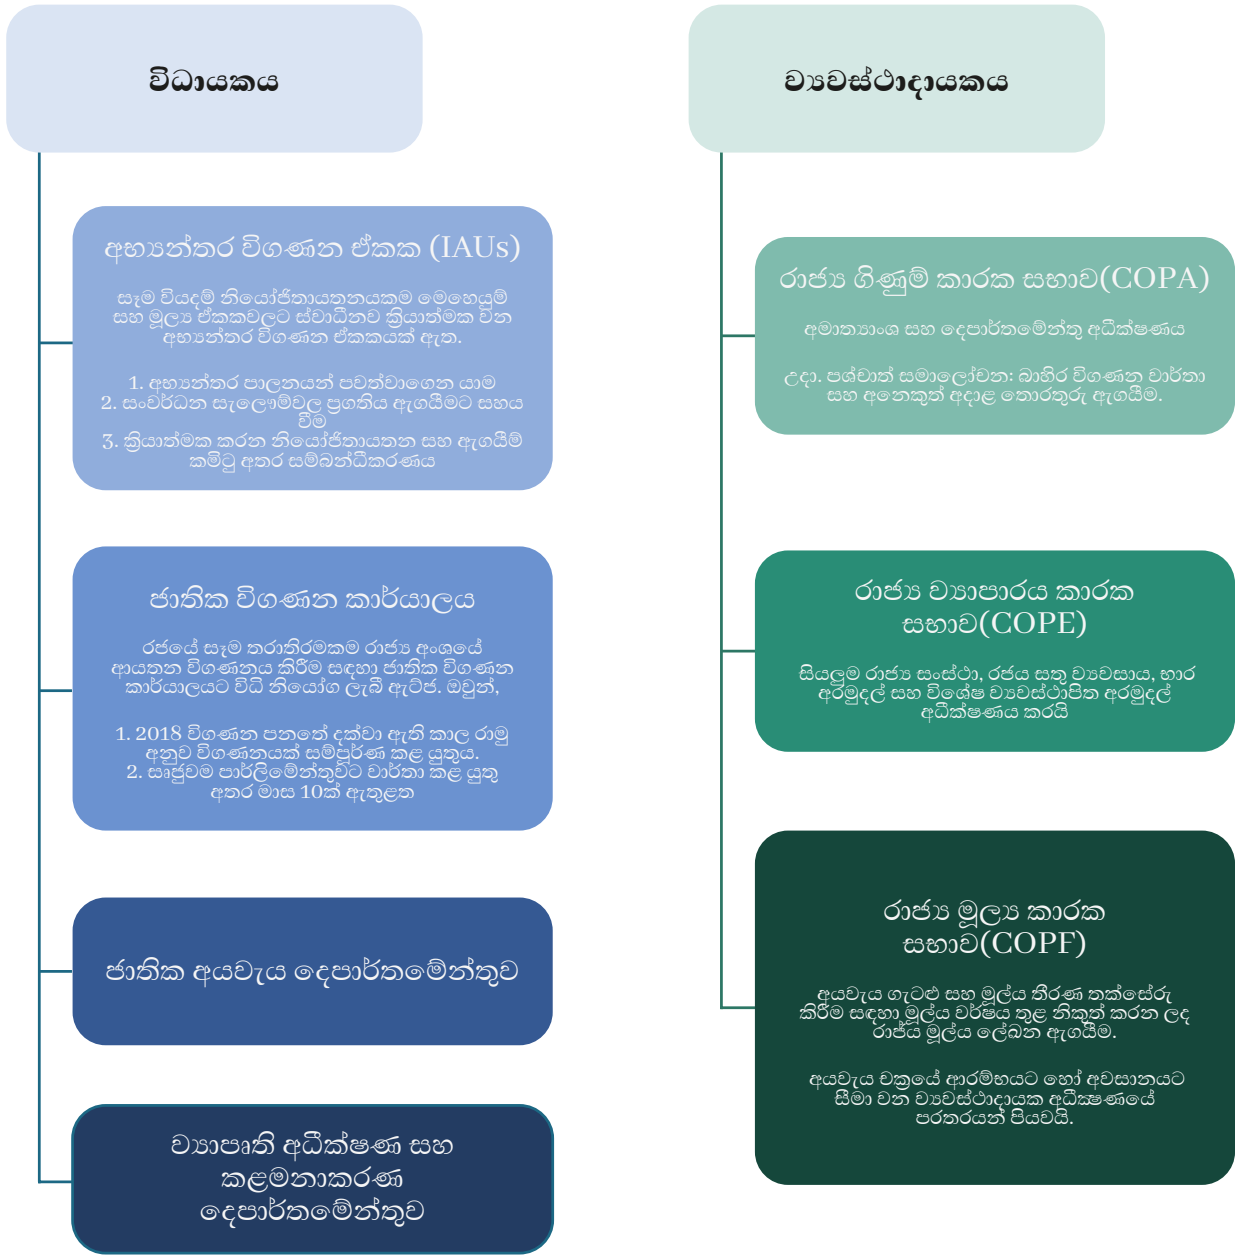 විධායකය
අභ්‍යන්තර විගණන ඒකක (IAUs)
සෑම වියදම් නියෝජිතායතනයකම මෙහෙයුම්
සහ මූල්‍ය ඒකකවලට ස්වාධීනව ක්‍රියාත්මක වන
අභ්‍යන්තර විගණන ඒකකයක් ඇත.
1. අභ්‍යන්තර පාලනයන් පවත්වාගෙන යාම
2. සංවර්ධන සැලසුම්වල ප්‍රගතිය ඇගයීමට සහය
වීම
3. ක්‍රියාත්මක කරන නියෝජිතායතන සහ ඇගයීම්
කමිටු අතර සම්බන්ධීකරණය
ජාතික විගණන කාර්යාලය
රජයේ සෑම තරාතිරමකම රාජ්‍ය අංශයේ
ආයතන විගණනය කිරීම සඳහා ජාතික විගණන
කාර්යාලයට විධි නියෝග ලැබී ඇට්ජ. ඔවුන්,
1. 2018 විගණන පනතේ දක්වා ඇති කාල රාමු
අනුව විගණනයක් සම්පූර්ණ කළ යුතුය.
2. සෘජුවම පාර්ලිමේන්තුවට වාර්තා කළ යුතු
අතර මාස 10ක් ඇතුළත
ජාතික අයවැය දෙපාර්තමේන්තුව
ව්‍යාපෘති අධීක්ෂණ සහ
කළමනාකරණ
දෙපාර්තමේන්තුව
ව්‍යවස්ථාදායකය
රාජ්‍ය ගිණුම් කාරක සභාව(COPA)
අමාත්‍යාංශ සහ දෙපාර්තමේන්තු අධීක්ෂණය
උදා. පශ්චාත් සමාලෝචන: බාහිර විගණන වාර්තා
සහ අනෙකුත් අදාළ තොරතුරු ඇගයීම.
රාජ්‍ය ව්‍යාපාරය කාරක
සභාව(COPE)
සියලුම රාජ්‍ය සංස්ථා, රජය සතු ව්‍යවසාය, භාර
අරමුදල් සහ විශේෂ ව්‍යවස්ථාපිත අරමුදල්
අධීක්ෂණය කරයි
රාජ්‍ය මූල්‍ය කාරක
සභාව(COPF)
අයවැය ගැටළු සහ මූල්ය තීරණ තක්සේරු
කිරීම සඳහා මූල්ය වර්ෂය තුළ නිකුත් කරන ලද
රාජ්ය මූල්ය ලේඛන ඇගයීම.
අයවැය චක්‍රයේ ආරම්භයට හෝ අවසානයට
සීමා වන ව්‍යවස්ථාදායක අධීක්‍ෂණයේ
පරතරයන් පියවයි.